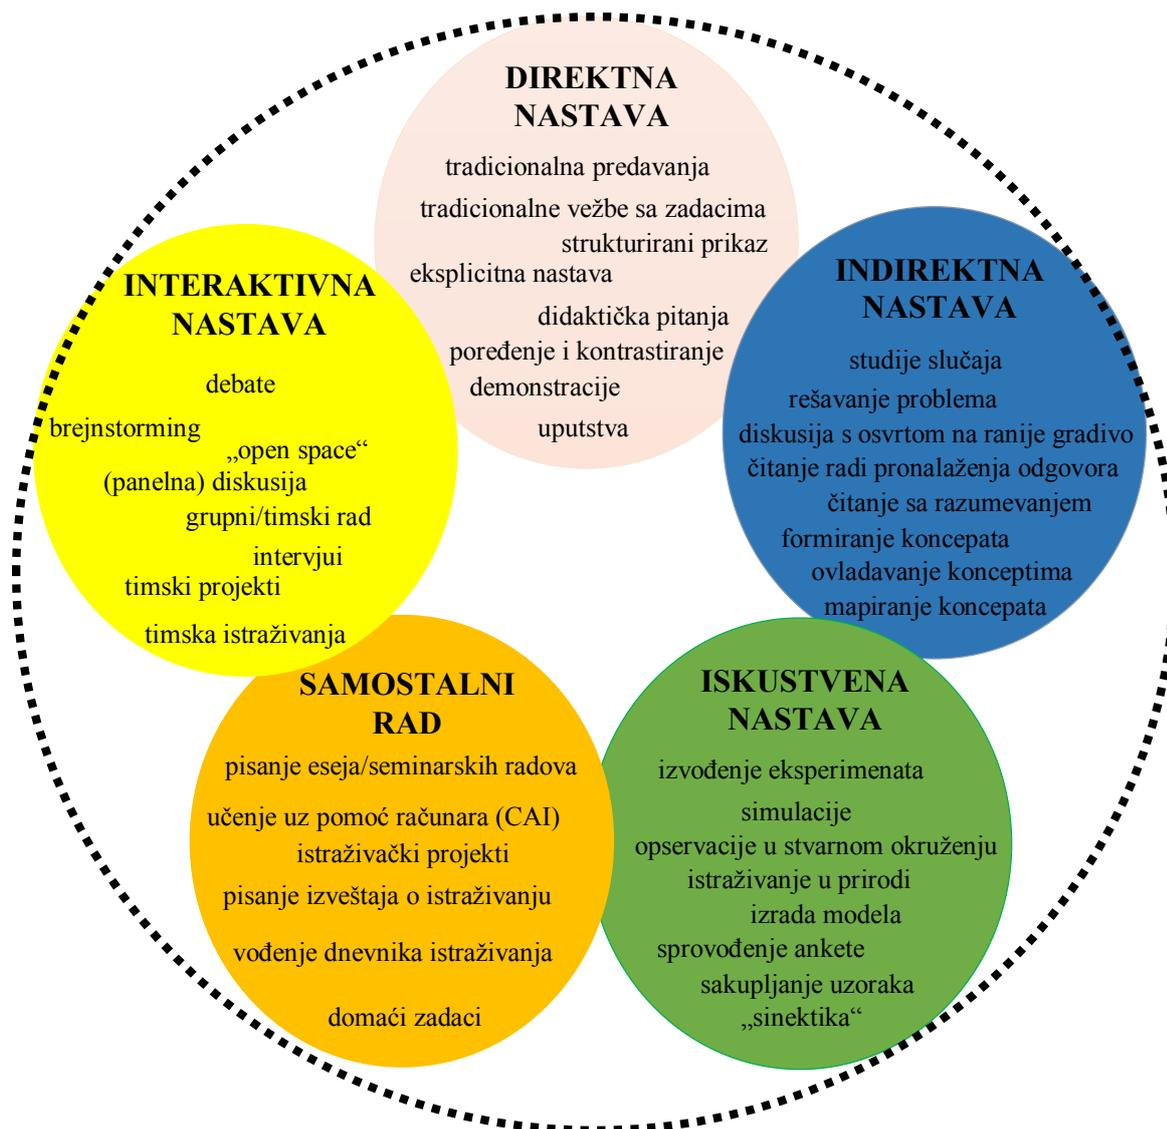 DIREKTNA
NASTAVA
tradicionalna predavanja
tradicionalne vežbe sa zadacima
strukturirani prikaz
eksplicitna nastava
didaktička pitanja
poređenje i kontrastiranje
demonstracije
uputstva
INTERAKTIVNA
NASTAVA
debate
brejnstorming
„open space“
(panelna) diskusija
grupni/timski rad
intervjui
timski projekti
timska istraživanja
INDIREKTNA
NASTAVA
studije slučaja
rešavanje problema
diskusija s osvrtom na ranije gradivo
čitanje radi pronalaženja odgovora
čitanje sa razumevanjem
formiranje koncepata
ovladavanje konceptima
mapiranje koncepata
SAMOSTALNI
RAD
pisanje eseja/seminarskih radova
učenje uz pomoć računara (CAI)
istraživački projekti
pisanje izveštaja o istraživanju
vođenje dnevnika istraživanja
domaći zadaci
ISKUSTVENA
NASTAVA
izvođenje eksperimenata
simulacije
opservacije u stvarnom okruženju
istraživanje u prirodi
izrada modela
sprovođenje ankete
sakupljanje uzoraka
„sinektika“